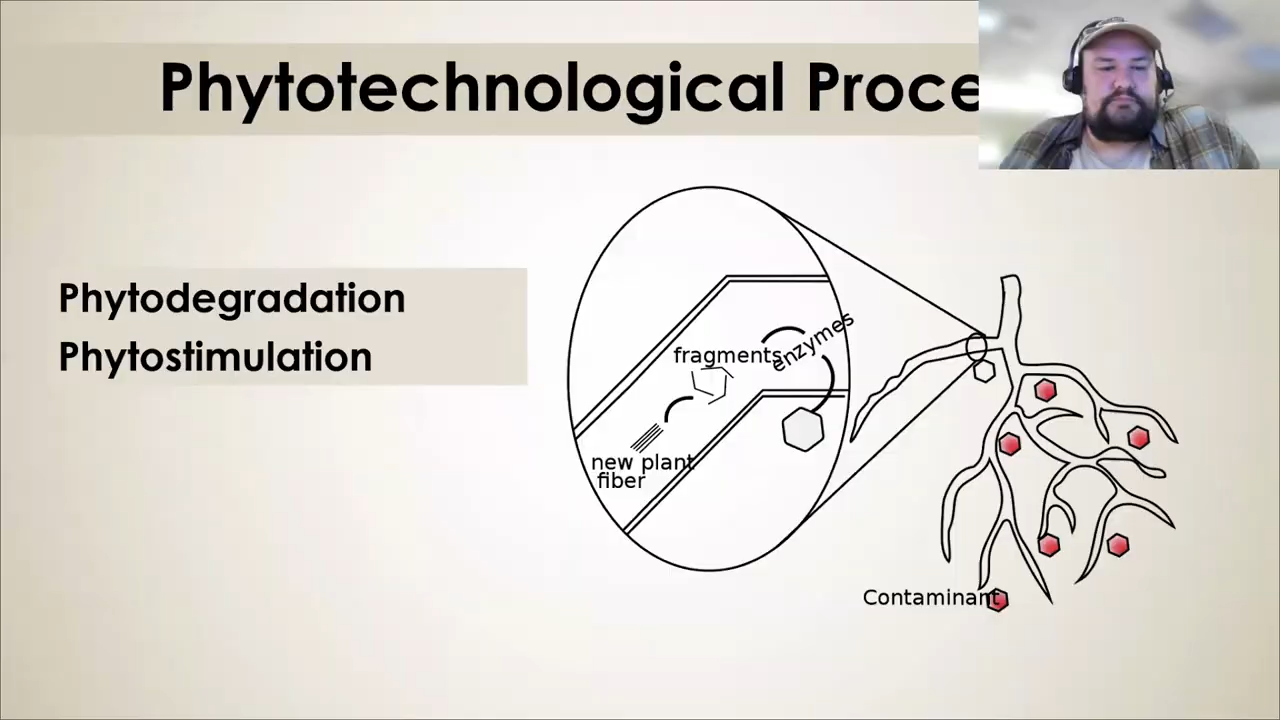 Phytotechnological Proce
Phytodegradation
Phytostimulation
fragments
enzymes
new plant
fiber
Contaminant